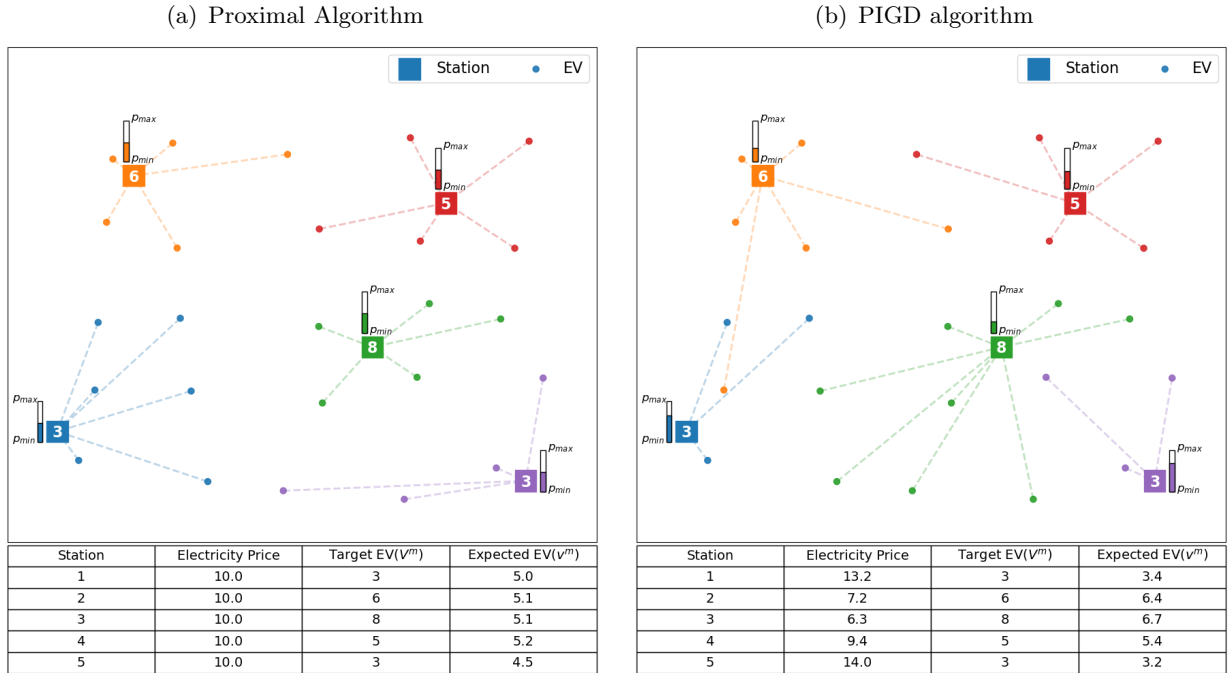 (a) Proximal Algorithm
Station EV
p_max
p_min
6
p_max
p_min
5
p_max
p_min
8
p_max
p_min
3
p_max
p_min
3
Station Electricity Price Target EV(V^m) Expected EV(v^m)
1 10.0 3 5.0
2 10.0 6 5.1
3 10.0 8 5.1
4 10.0 5 5.2
5 10.0 3 4.5
(b) PIGD algorithm
Station EV
p_max
p_min
6
p_max
p_min
5
p_max
p_min
8
p_max
p_min
3
p_max
p_min
3
Station Electricity Price Target EV(V^m) Expected EV(v^m)
1 13.2 3 3.4
2 7.2 6 6.4
3 6.3 8 6.7
4 9.4 5 5.4
5 14.0 3 3.2